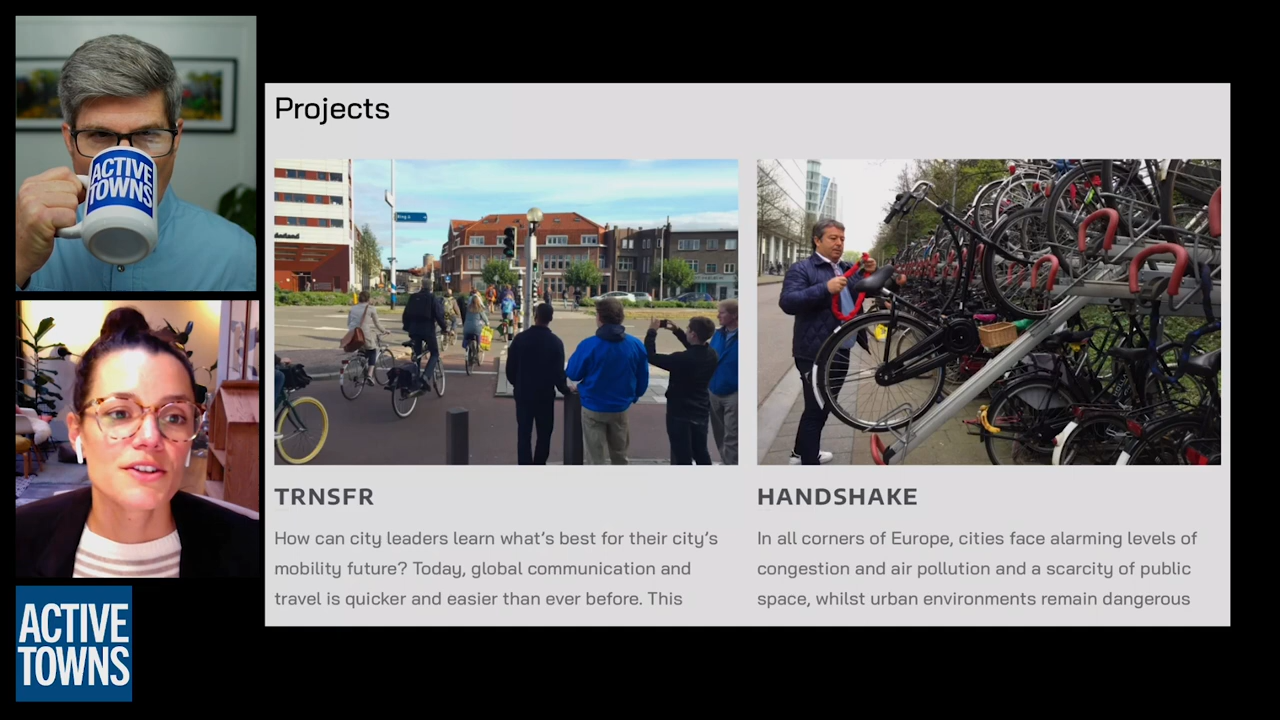 ACTIVE
TOWNS
Projects
TRNSFR
How can city leaders learn what's best for their city's
mobility future? Today, global communication and
travel is quicker and easier than ever before. This
HANDSHAKE
In all corners of Europe, cities face alarming levels of
congestion and air pollution and a scarcity of public
space, whilst urban environments remain dangerous
ACTIVE
TOWNS